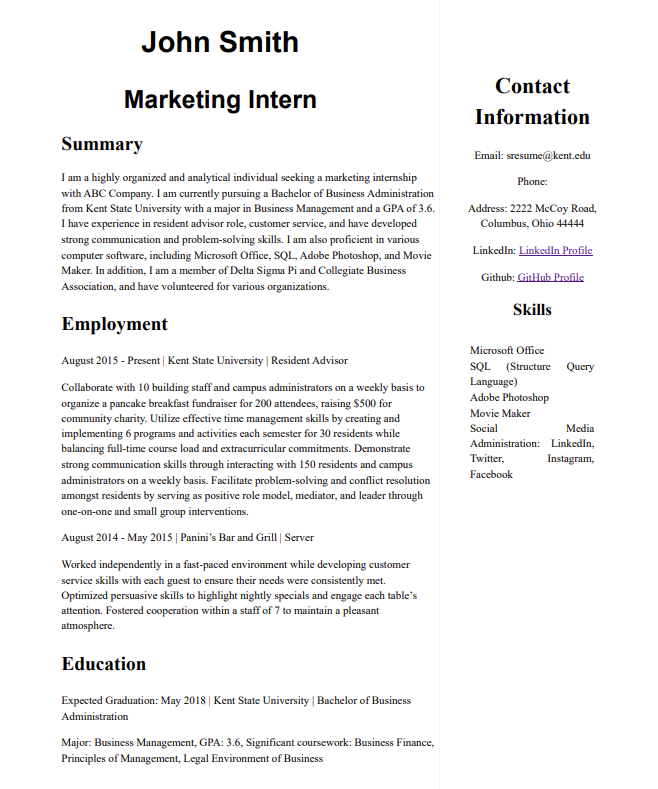 John Smith
Marketing Intern
Summary
I am a highly organized and analytical individual seeking a marketing internship
with ABC Company. I am currently pursuing a Bachelor of Business Administration
from Kent State University with a major in Business Management and a GPA of 3.6.
I have experience in resident advisor role, customer service, and have developed
strong communication and problem-solving skills. I am also proficient in various
computer software, including Microsoft Office, SQL, Adobe Photoshop, and Movie
Maker. In addition, I am a member of Delta Sigma Pi and Collegiate Business
Association, and have volunteered for various organizations.
Employment
August 2015 - Present | Kent State University | Resident Advisor
Collaborate with 10 building staff and campus administrators on a weekly basis to
organize a pancake breakfast fundraiser for 200 attendees, raising $500 for
community charity. Utilize effective time management skills by creating and
implementing 6 programs and activities each semester for 30 residents while
balancing full-time course load and extracurricular commitments. Demonstrate
strong communication skills through interacting with 150 residents and campus
administrators on a weekly basis. Facilitate problem-solving and conflict resolution
amongst residents by serving as positive role model, mediator, and leader through
one-on-one and small group interventions.
August 2014 - May 2015 | Panini’s Bar and Grill | Server
Worked independently in a fast-paced environment while developing customer
service skills with each guest to ensure their needs were consistently met.
Optimized persuasive skills to highlight nightly specials and engage each table’s
attention. Fostered cooperation within a staff of 7 to maintain a pleasant
atmosphere.
Education
Expected Graduation: May 2018 | Kent State University | Bachelor of Business
Administration
Major: Business Management, GPA: 3.6, Significant coursework: Business Finance,
Principles of Management, Legal Environment of Business
Contact
Information
Email: sresume@kent.edu
Phone:
Address: 2222 McCoy Road,
Columbus, Ohio 44444
LinkedIn: LinkedIn Profile
Github: GitHub Profile
Skills
Microsoft Office
SQL (Structure Query
Language)
Adobe Photoshop
Movie Maker
Social Media
Administration: LinkedIn,
Twitter, Instagram,
Facebook